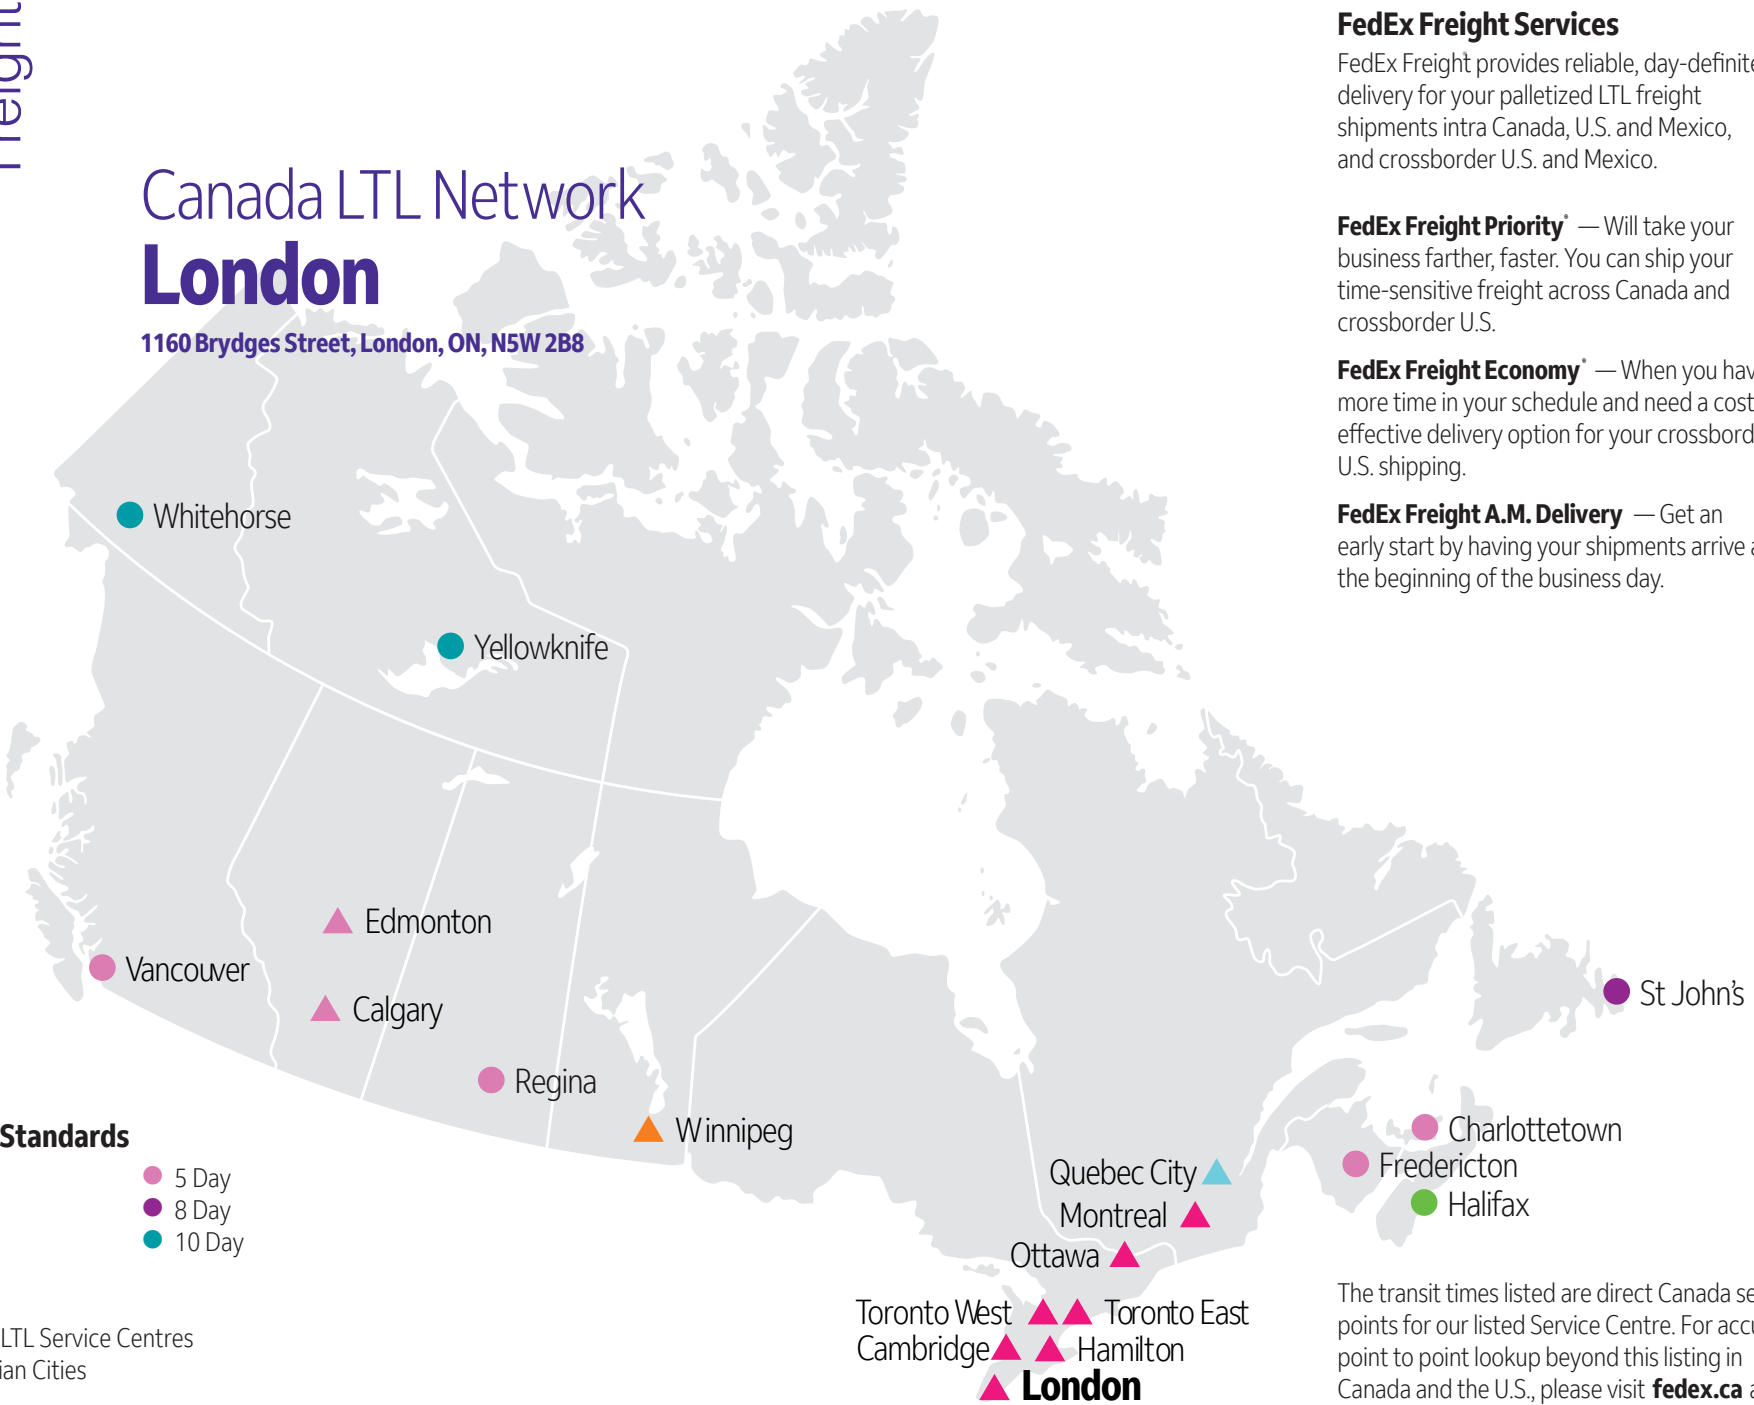 Freight
Canada LTL Network
London
1160 Brydges Street, London, ON, N5W 2B8
Whitehorse
Yellowknife
Edmonton
Vancouver
Calgary
Regina
Winnipeg
St John's
Charlottetown
Fredericton
Halifax
Quebec City
Montreal
Ottawa
Toronto West
Toronto East
Cambridge
Hamilton
London
Standards
5 Day
8 Day
10 Day
LTL Service Centres
Cities
FedEx Freight Services
FedEx Freight provides reliable, day-definite
delivery for your palletized LTL freight
shipments intra Canada, U.S. and Mexico,
and crossborder U.S. and Mexico.
FedEx Freight Priority® — Will take your
business farther, faster. You can ship your
time-sensitive freight across Canada and
crossborder U.S.
FedEx Freight Economy® — When you
more time in your schedule and need a cost
effective delivery option for your
U.S. shipping.
FedEx Freight A.M. Delivery — Get an
early start by having your shipments arrive
the beginning of the business day.
The transit times listed are direct Canada
points for our listed Service Centre. For
point to point lookup beyond this listing in
Canada and the U.S., please visit fedex.ca